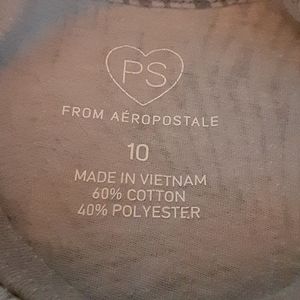 PS
FROM AÉROPOSTALE
10
MADE IN VIETNAM
60% COTTON
40% POLYESTER